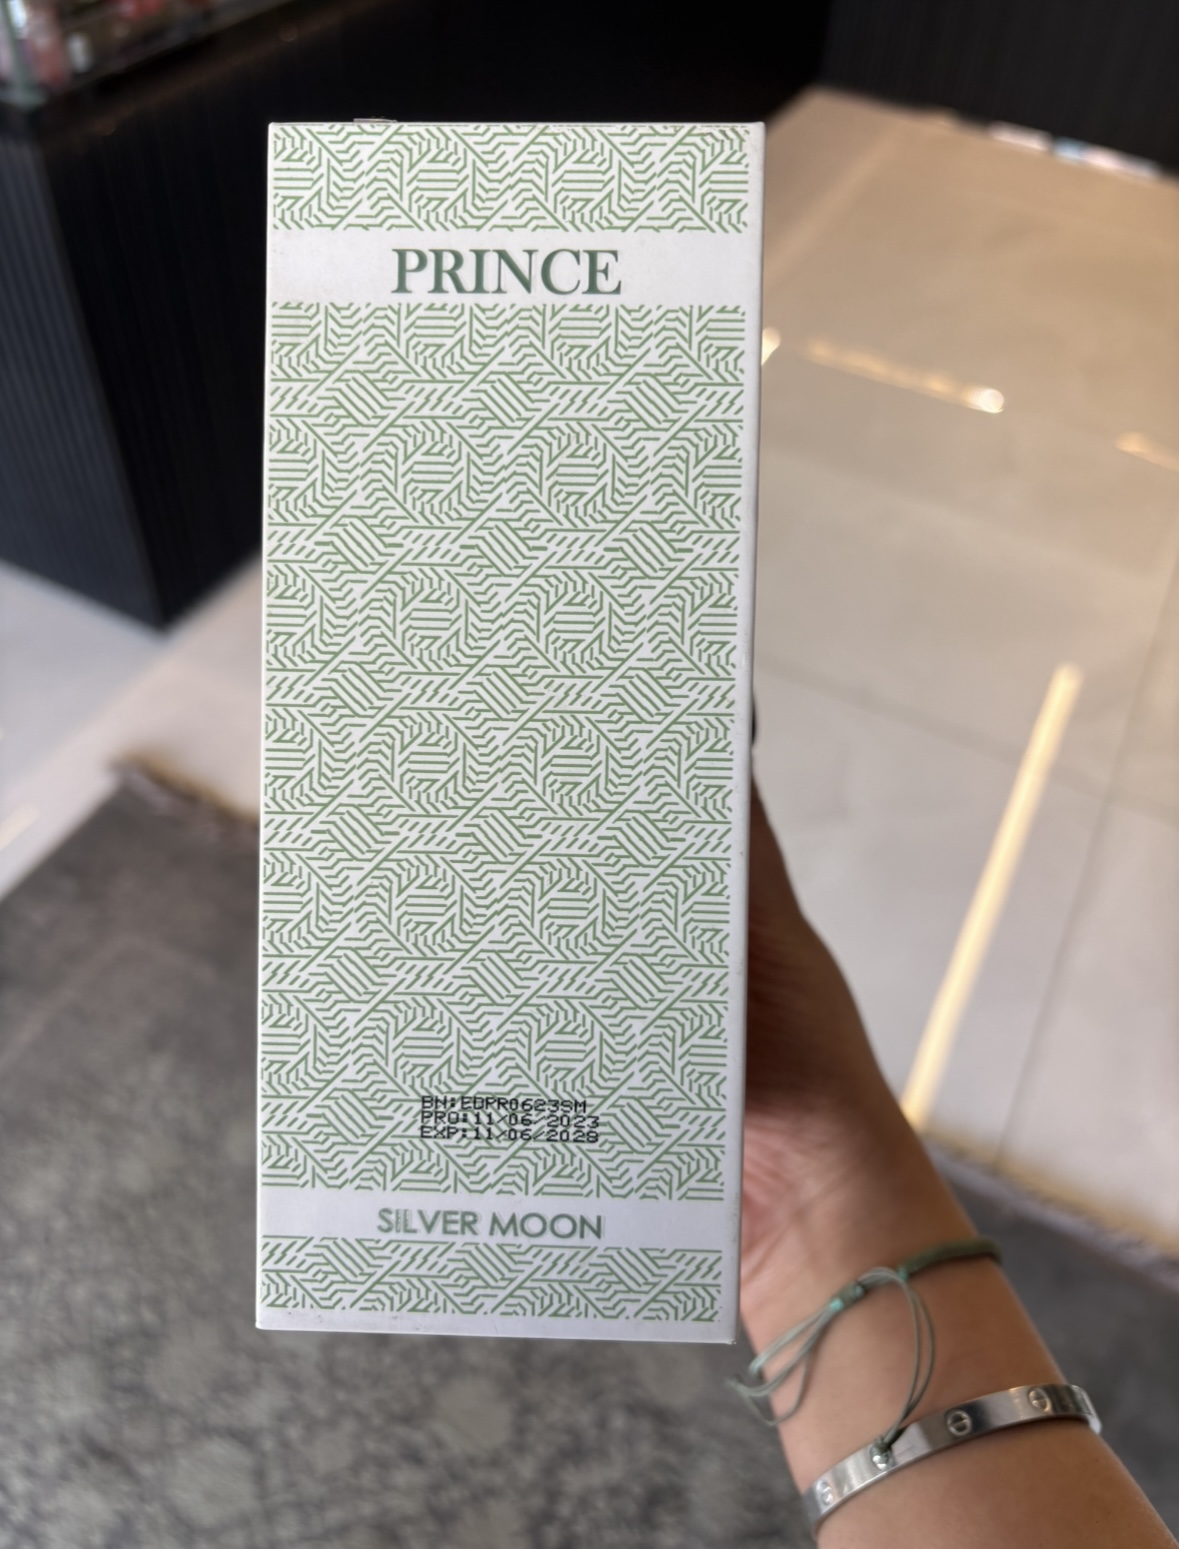 PRINCE
BN:EDPR0623SM
PRO:11/06/2023
EXP:11/06/2028
SILVER MOON